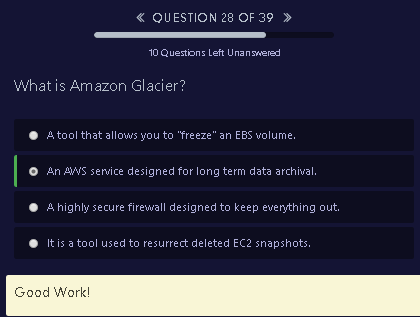 « QUESTION 28 OF 39 »
10 Questions Left Unanswered
What is Amazon Glacier?
A tool that allows you to "freeze" an EBS volume.
An AWS service designed for long term data archival.
A highly secure firewall designed to keep everything out.
It is a tool used to resurrect deleted EC2 snapshots.
Good Work!